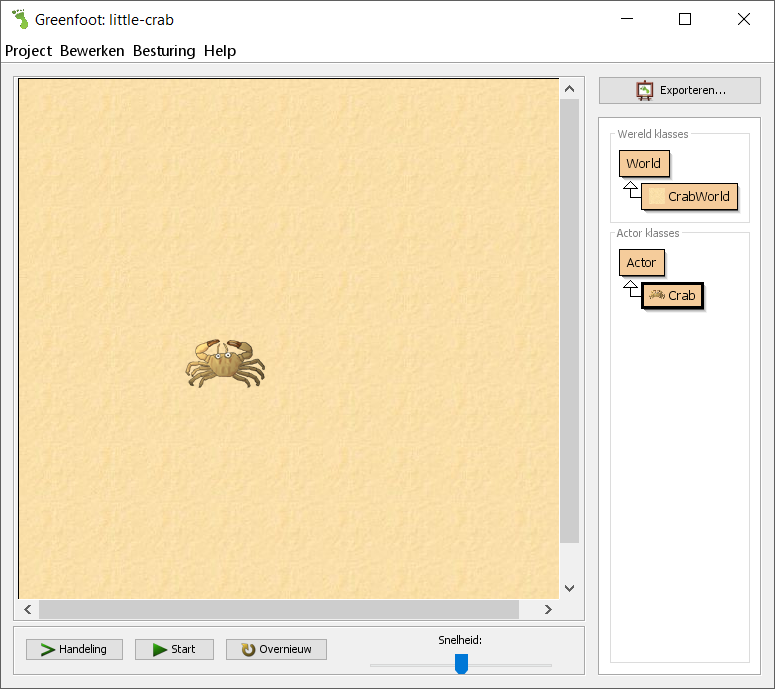 Greenfoot: little-crab
Project Bewerken Besturing Help
Exporteren...
Wereld klasses
World
CrabWorld
Actor klasses
Actor
Crab
Handeling
Start
Overnieuw
Snelheid: